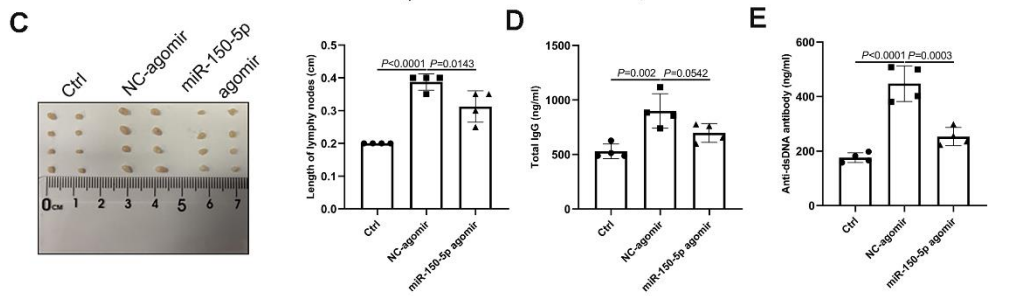 C
Ctrl
NC-agomir
miR-150-5p
agomir
0CM 1 2 3 4 5 6 7
Length of lymphy nodes (cm)
0.5
0.4
0.3
0.2
0.1
0.0
P<0.0001 P=0.0143
Ctrl
NC-agomir
miR-150-5p agomir
D
Total IgG (ng/ml)
1500
1000
500
0
P=0.002 P=0.0542
Ctrl
NC-agomir
miR-150-5p agomir
E
Anti-dsDNA antibody (ng/ml)
600
400
200
0
P<0.0001 P=0.0003
Ctrl
NC-agomir
miR-150-5p agomir